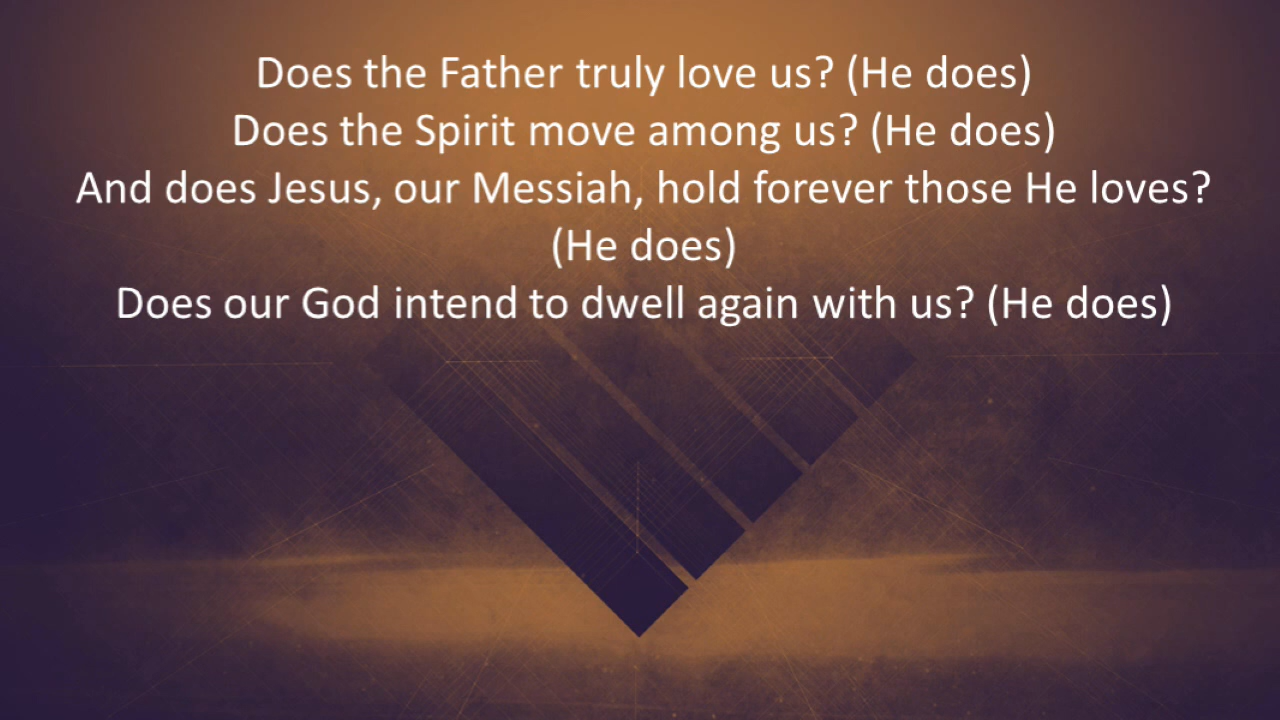 Does the Father truly love us? (He does)
Does the Spirit move among us? (He does)
And does Jesus, our Messiah, hold forever those He loves?
(He does)
Does our God intend to dwell again with us? (He does)